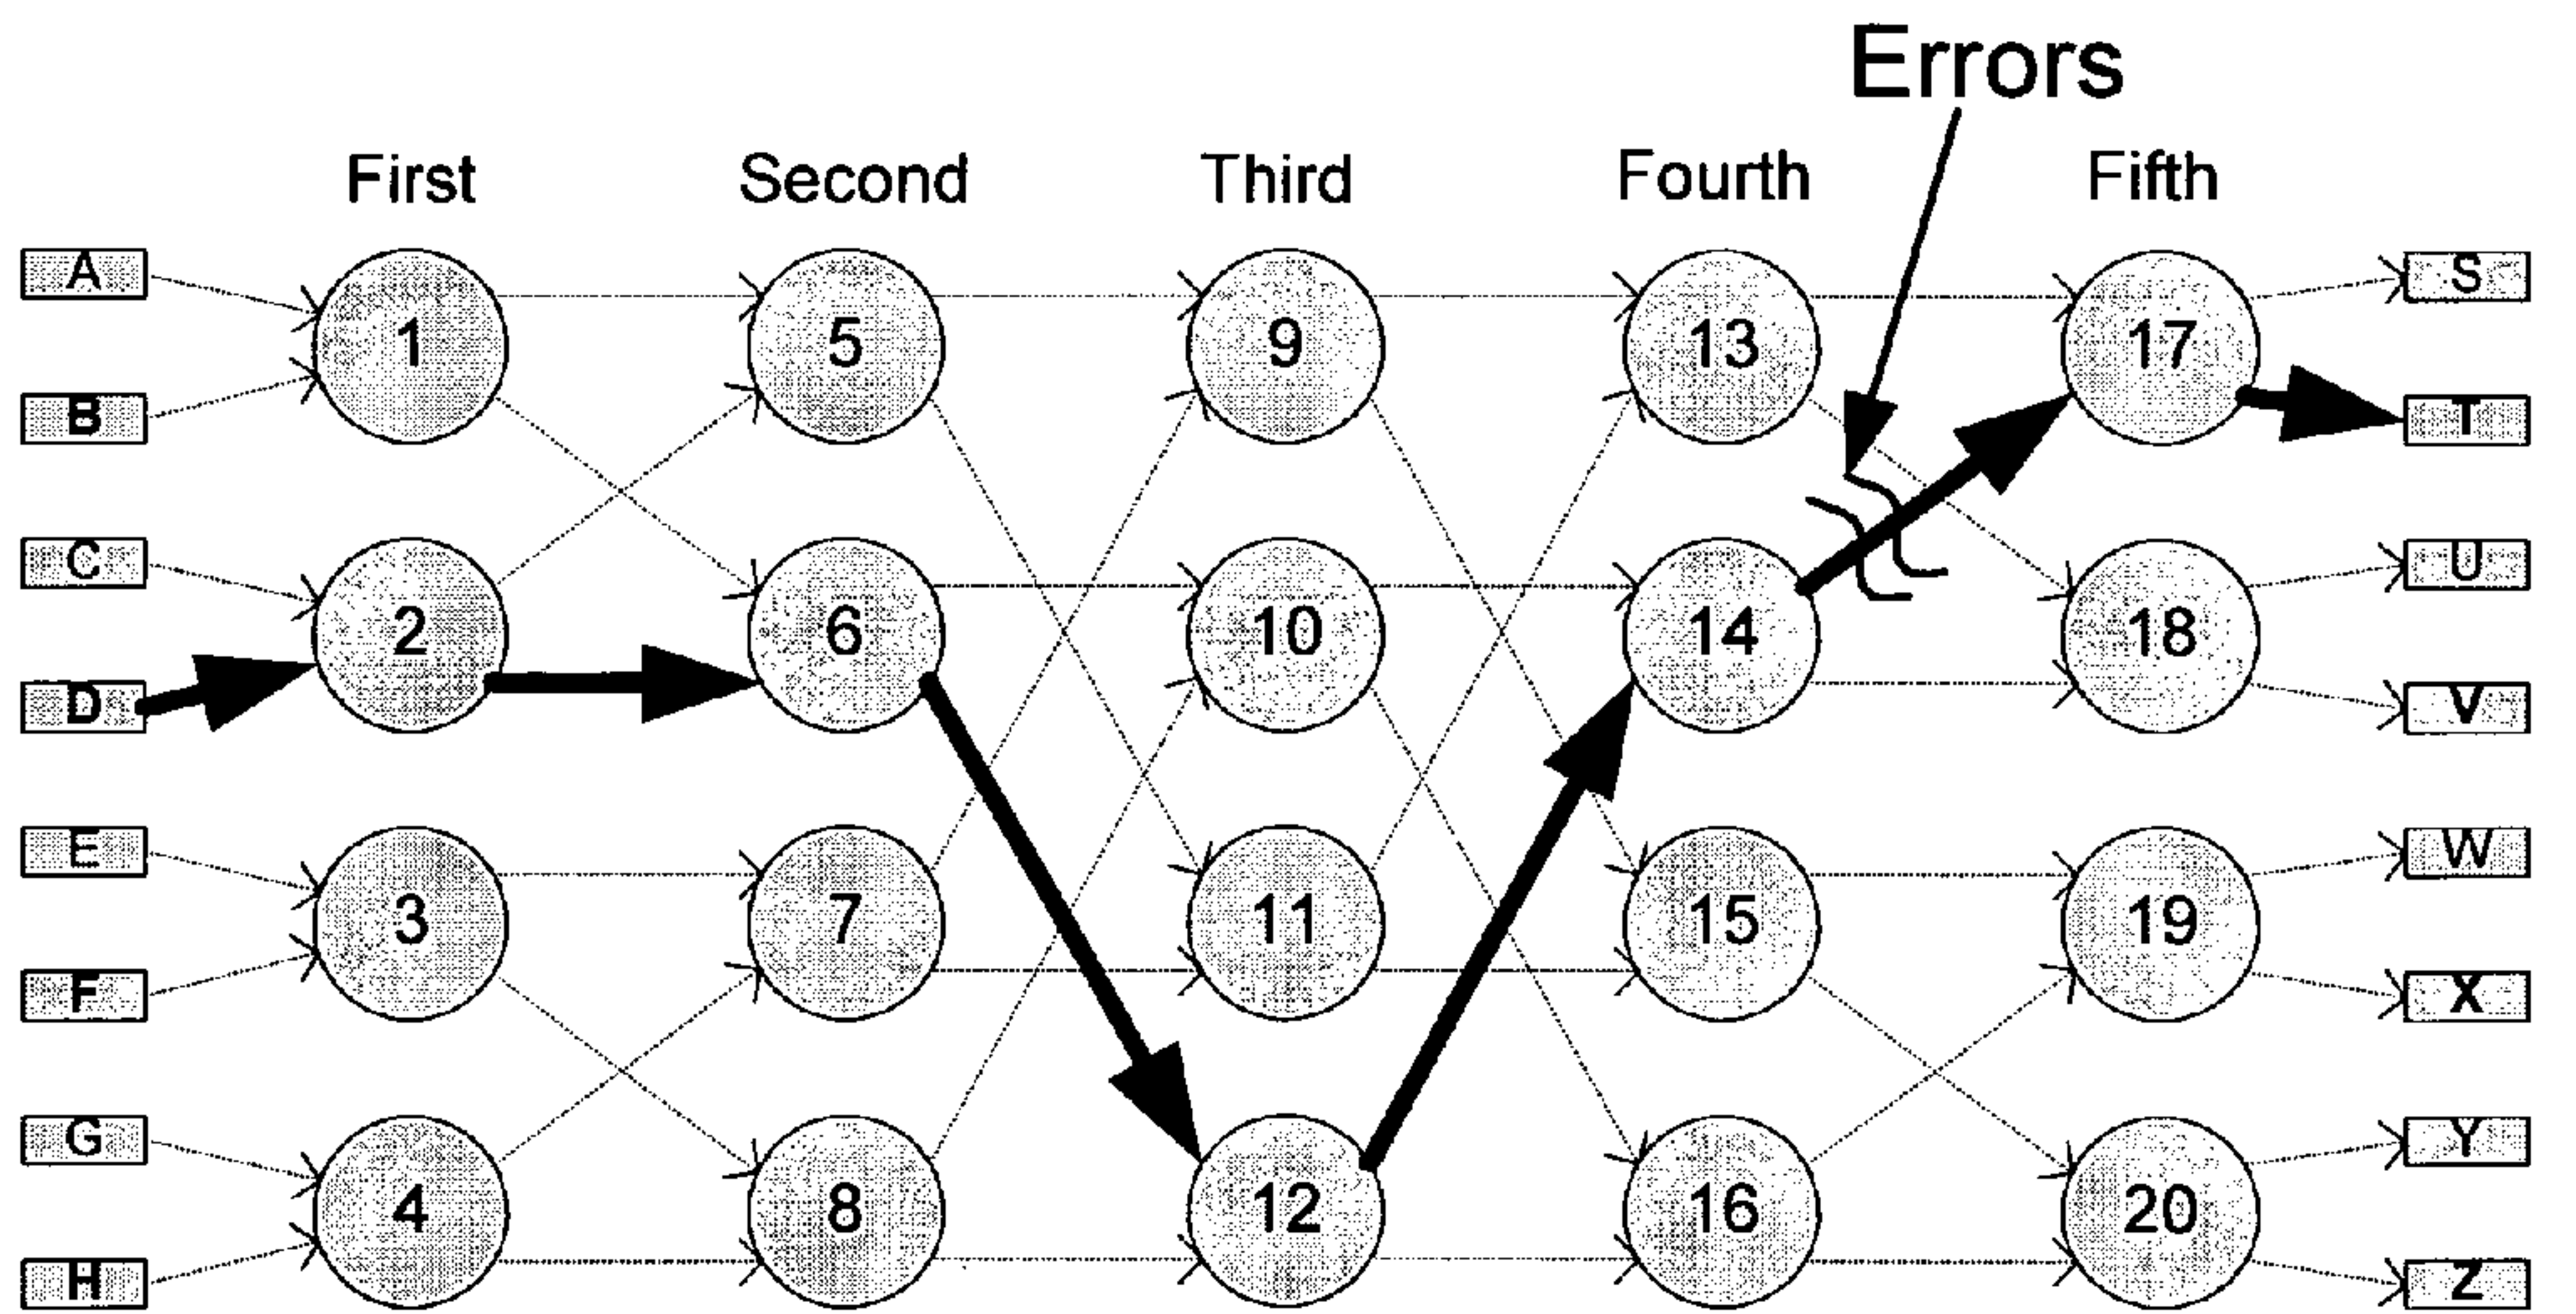 Errors
First Second Third Fourth Fifth
A 1 5 9 13 17 S
B T
C 2 6 10 14 18 U
D V
E 3 7 11 15 19 W
F X
G 4 8 12 16 20 Y
H Z